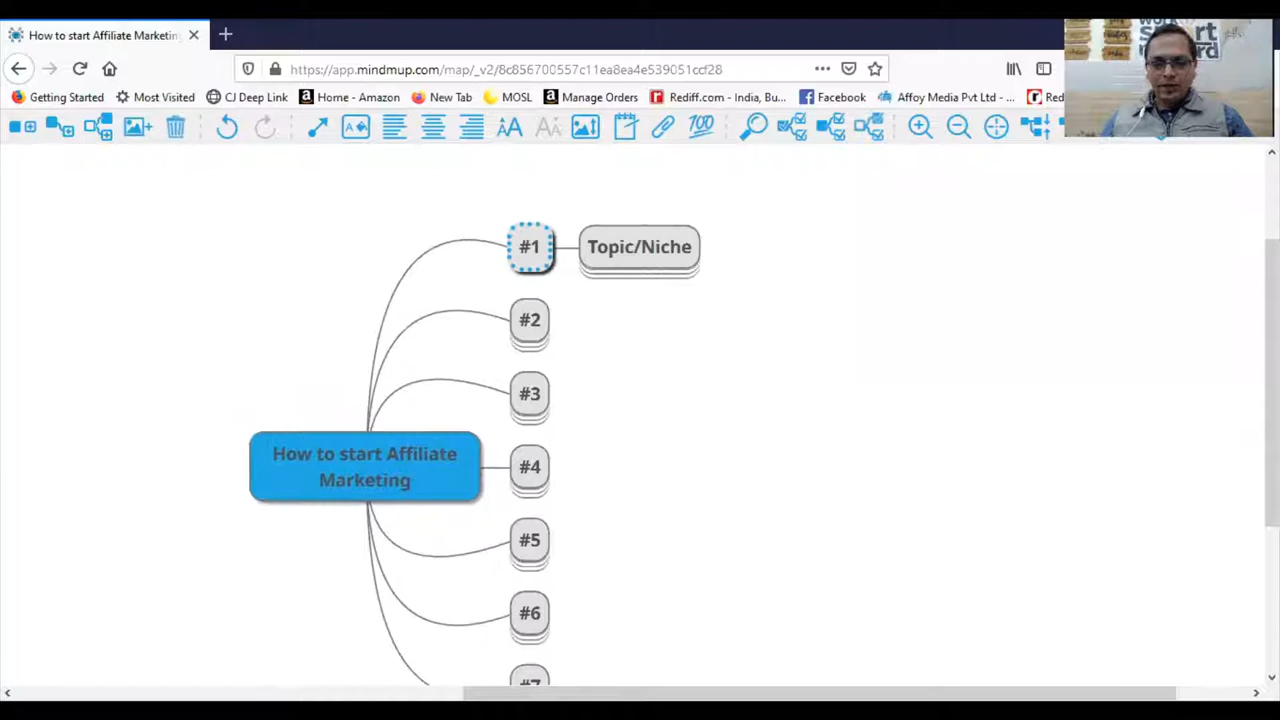 How to start Affiliate Marketin
https://app.mindmup.com/map/_v2/8c856700557c11ea8ea4e539051ccf28
Getting Started
Most Visited
CJ Deep Link
Home - Amazon
New Tab
MOSL
Manage Orders
Rediff.com - India, Bu...
Facebook
Affoy Media Pvt Ltd - ...
Red
100
#1
Topic/Niche
#2
#3
How to start Affiliate
Marketing
#4
#5
#6
#7